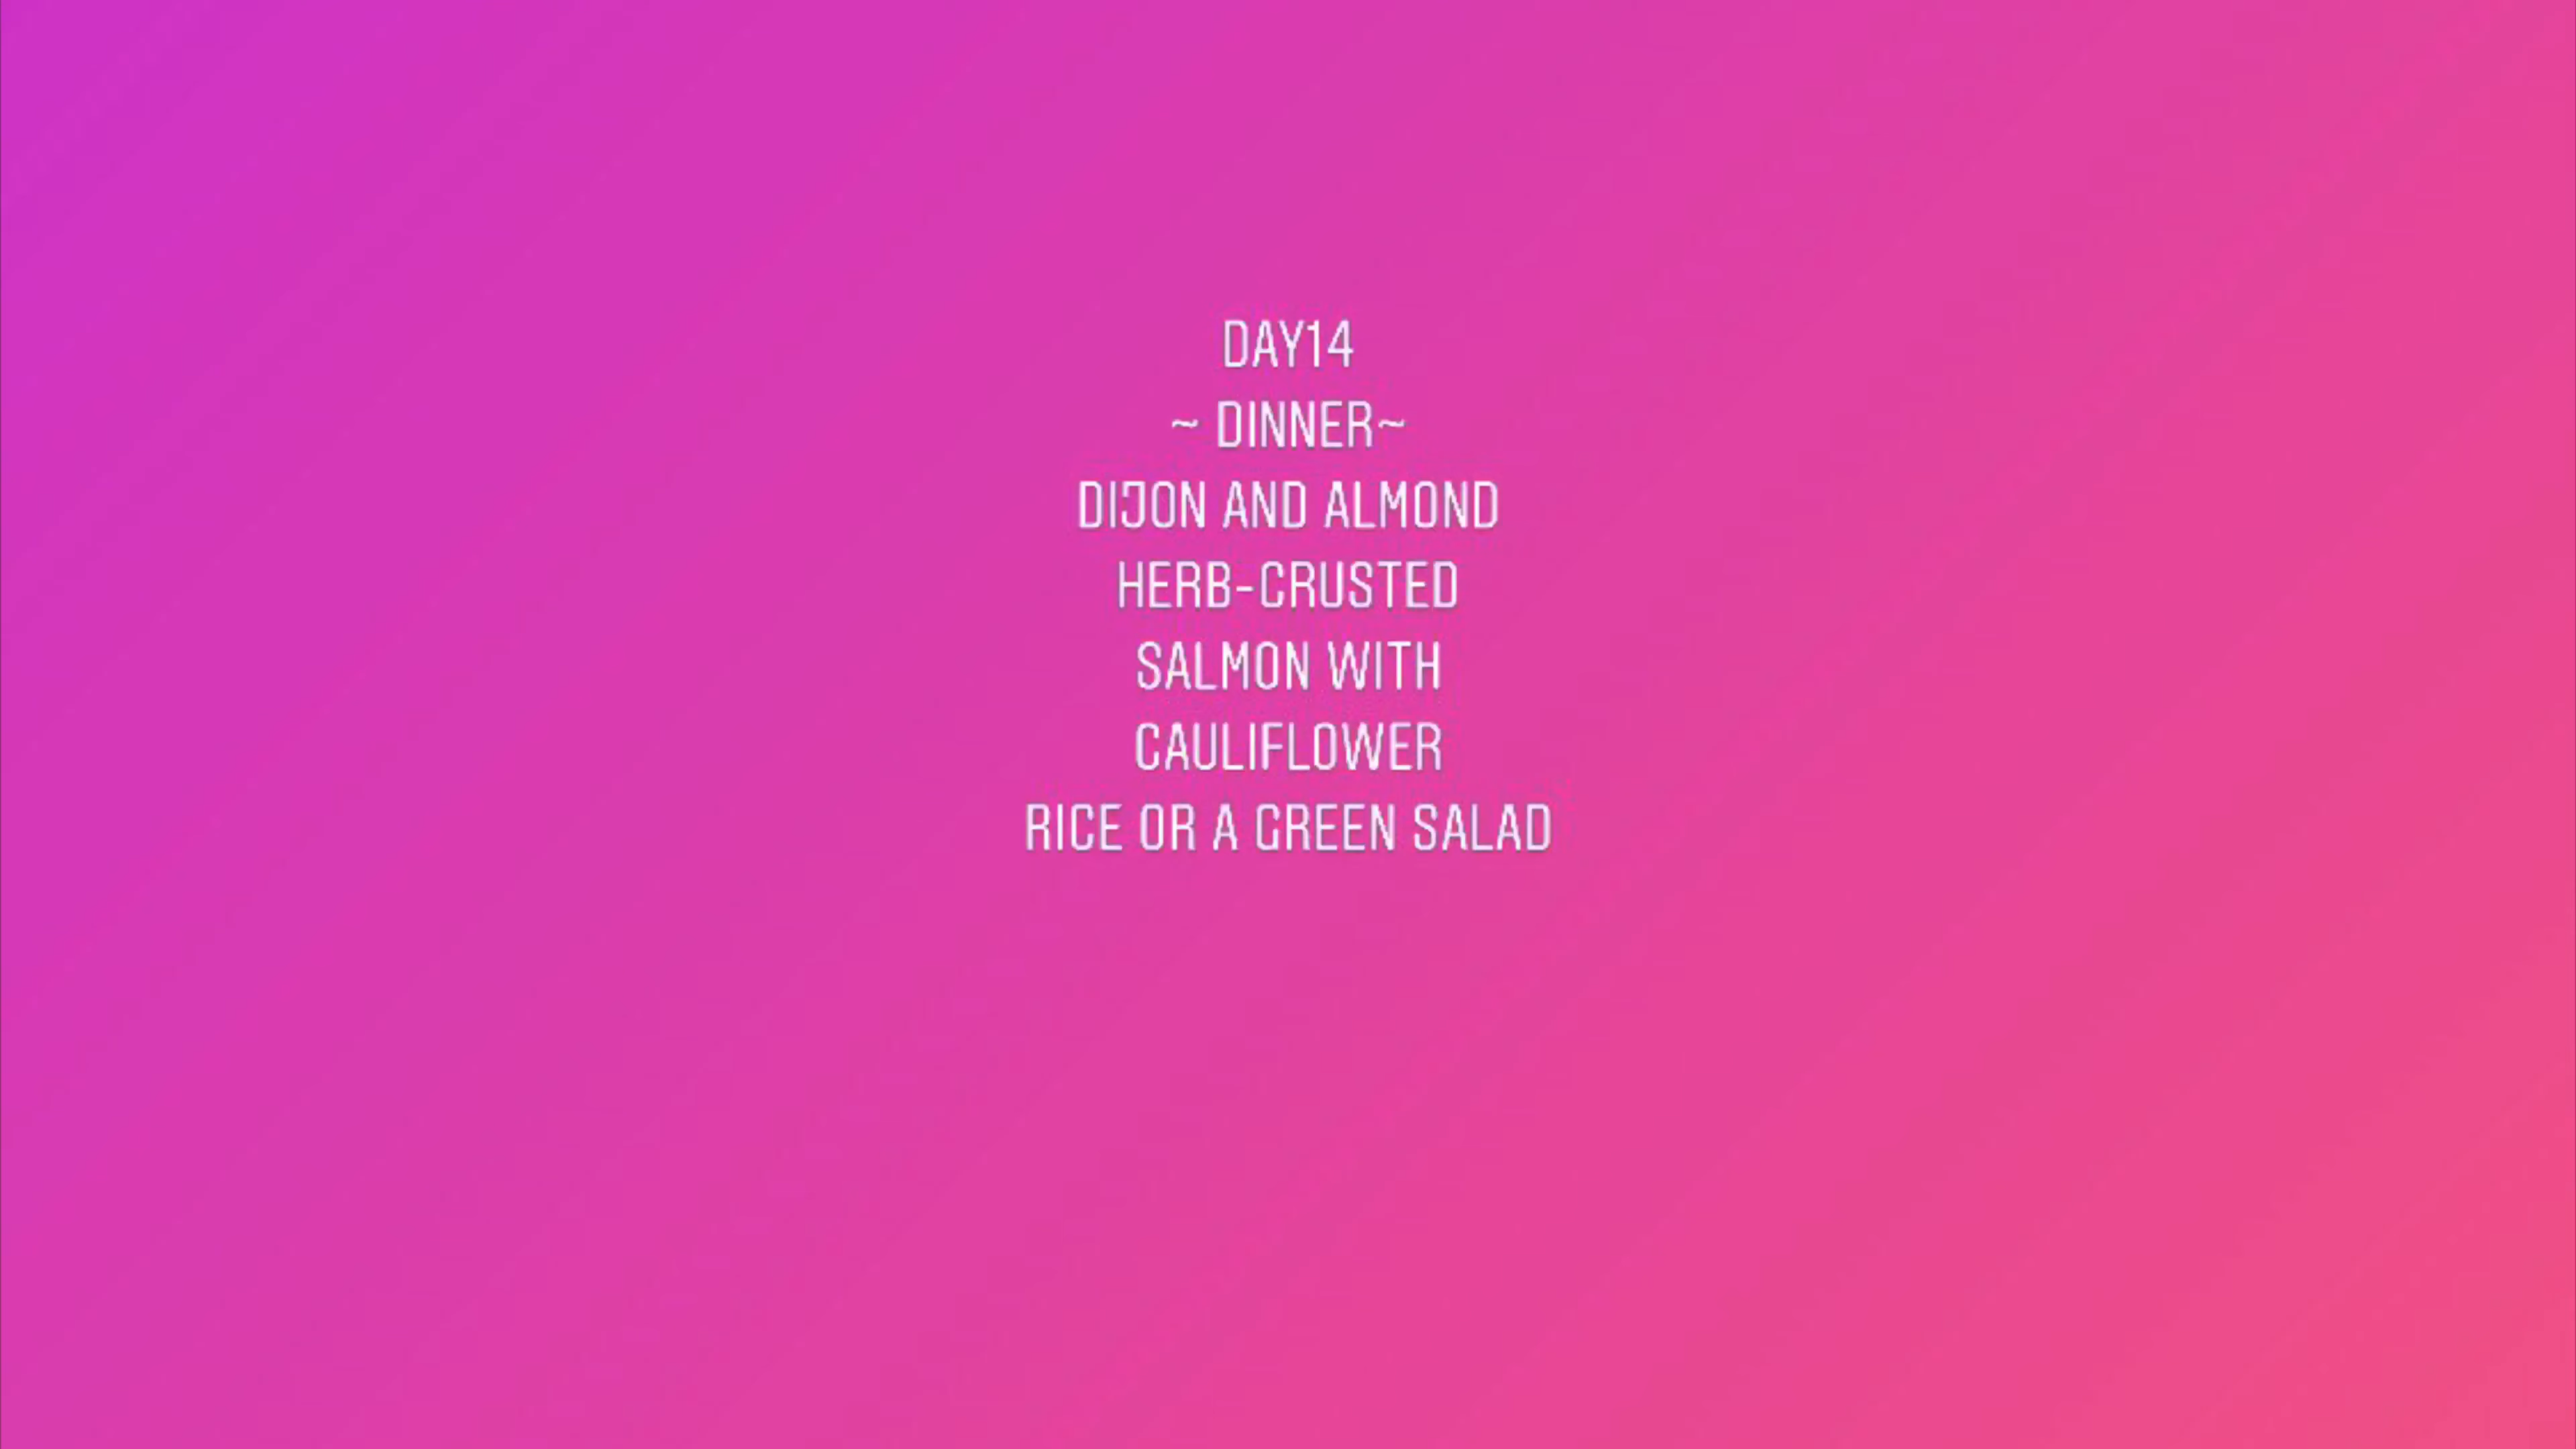 DAY14
~ DINNER~
DIJON AND ALMOND
HERB-CRUSTED
SALMON WITH
CAULIFLOWER
RICE OR A GREEN SALAD